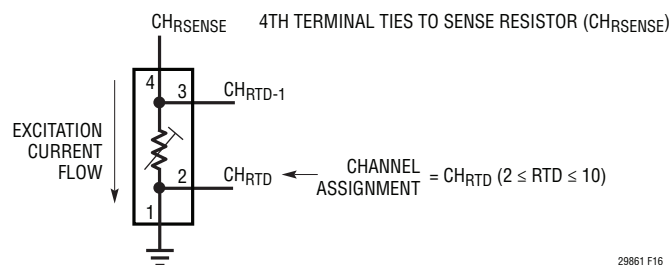 CHRSENSE 4TH TERMINAL TIES TO SENSE RESISTOR (CHRSENSE)
4
3 CHRTD-1
EXCITATION
CURRENT
FLOW
2 CHRTD
CHANNEL
ASSIGNMENT = CHRTD (2 ≤ RTD ≤ 10)
1
29861 F16